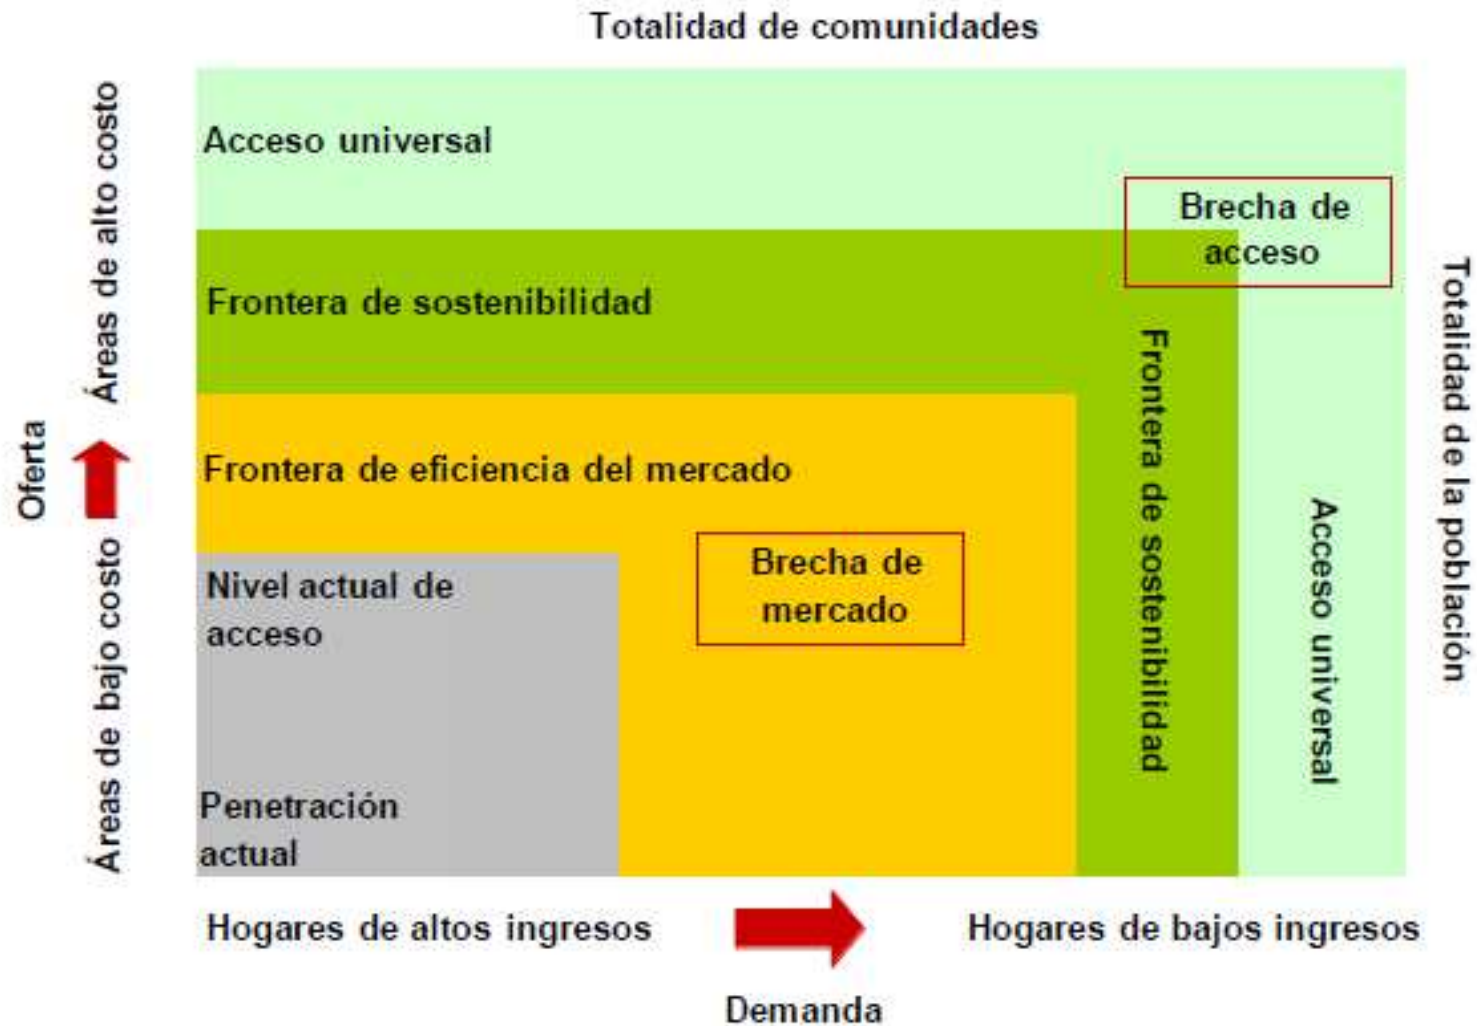 Totalidad de comunidades
Áreas de alto costo
Acceso universal
Brecha de
acceso
Frontera de sostenibilidad
Totalidad de la población
Frontera de sostenibilidad
Oferta
Frontera de eficiencia del mercado
Acceso universal
Áreas de bajo costo
Brecha de
mercado
Nivel actual de
acceso
Penetración
actual
Hogares de altos ingresos
Hogares de bajos ingresos
Demanda